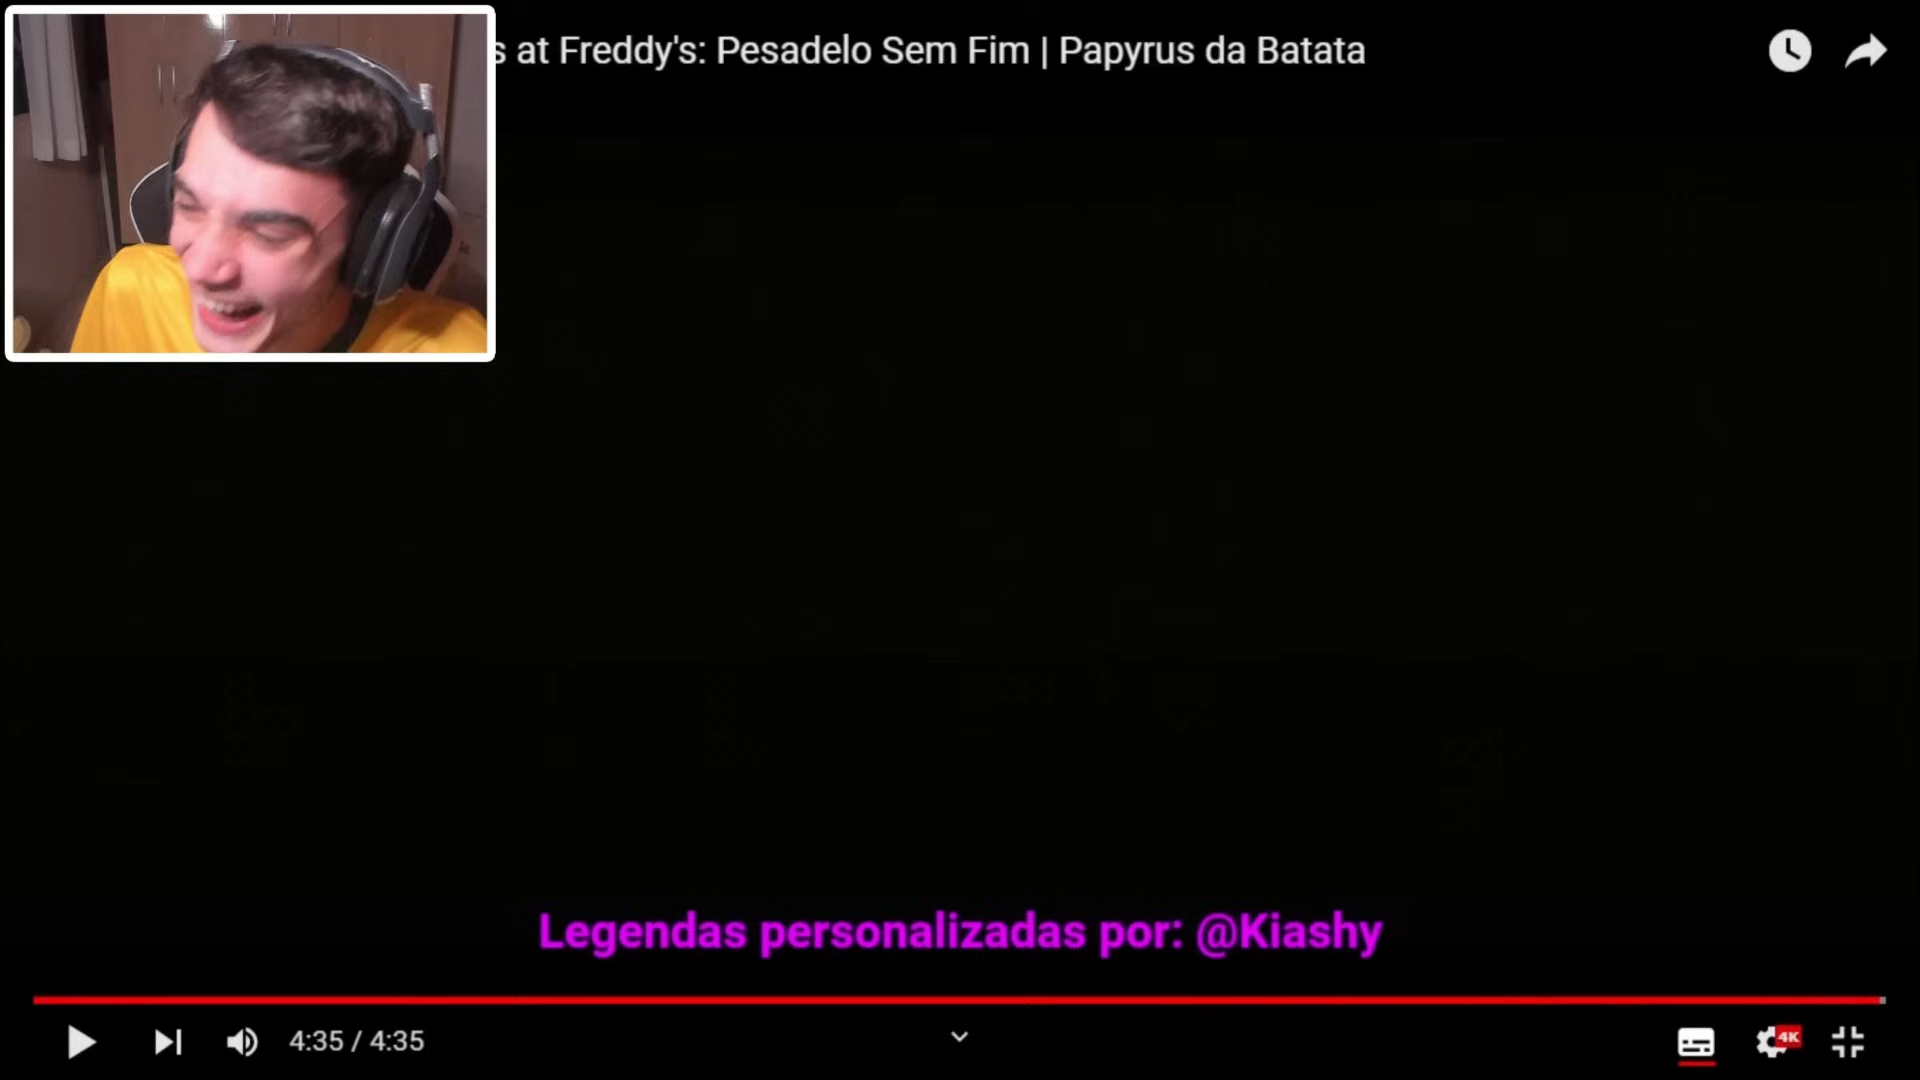 s at Freddy's: Pesadelo Sem Fim | Papyrus da Batata
Legendas personalizadas por: @Kiashy
4:35 / 4:35
4K